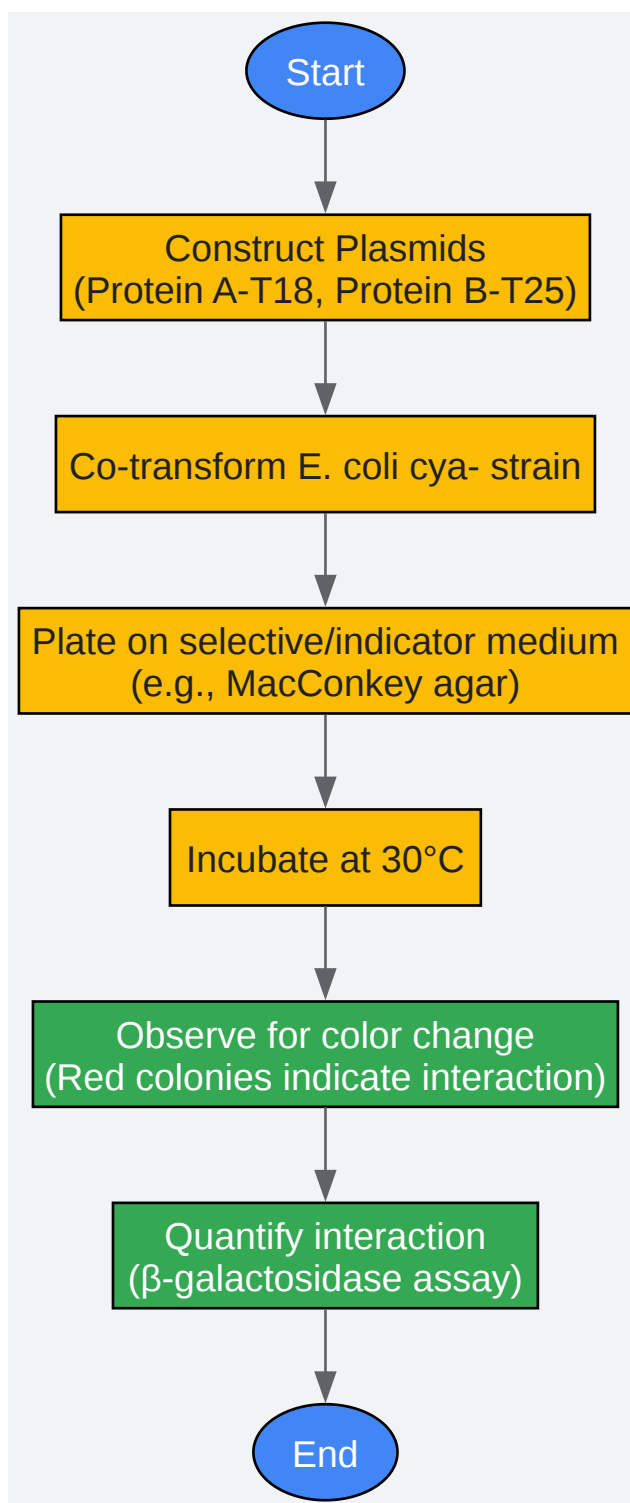 Start
Construct Plasmids
(Protein A-T18, Protein B-T25)
Co-transform E. coli cya- strain
Plate on selective/indicator medium
(e.g., MacConkey agar)
Incubate at 30°C
Observe for color change
(Red colonies indicate interaction)
Quantify interaction
(β-galactosidase assay)
End